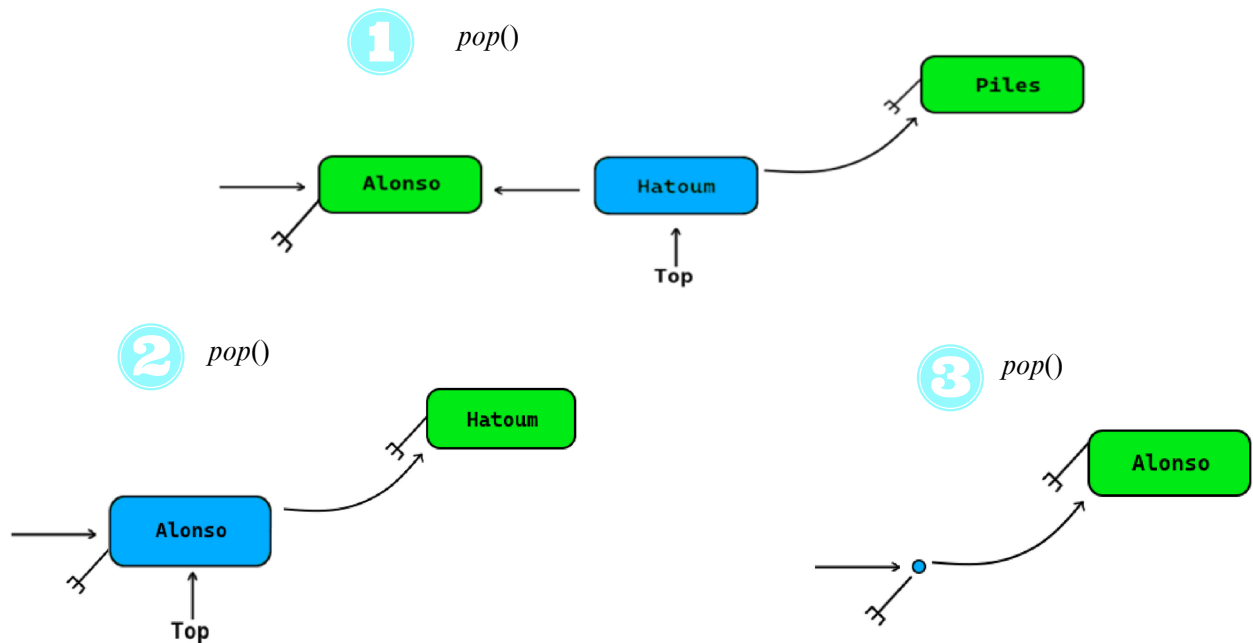 1 pop()
Piles
Alonso Hatoum
Top
2 pop()
3 pop()
Hatoum
Alonso
Alonso
Top